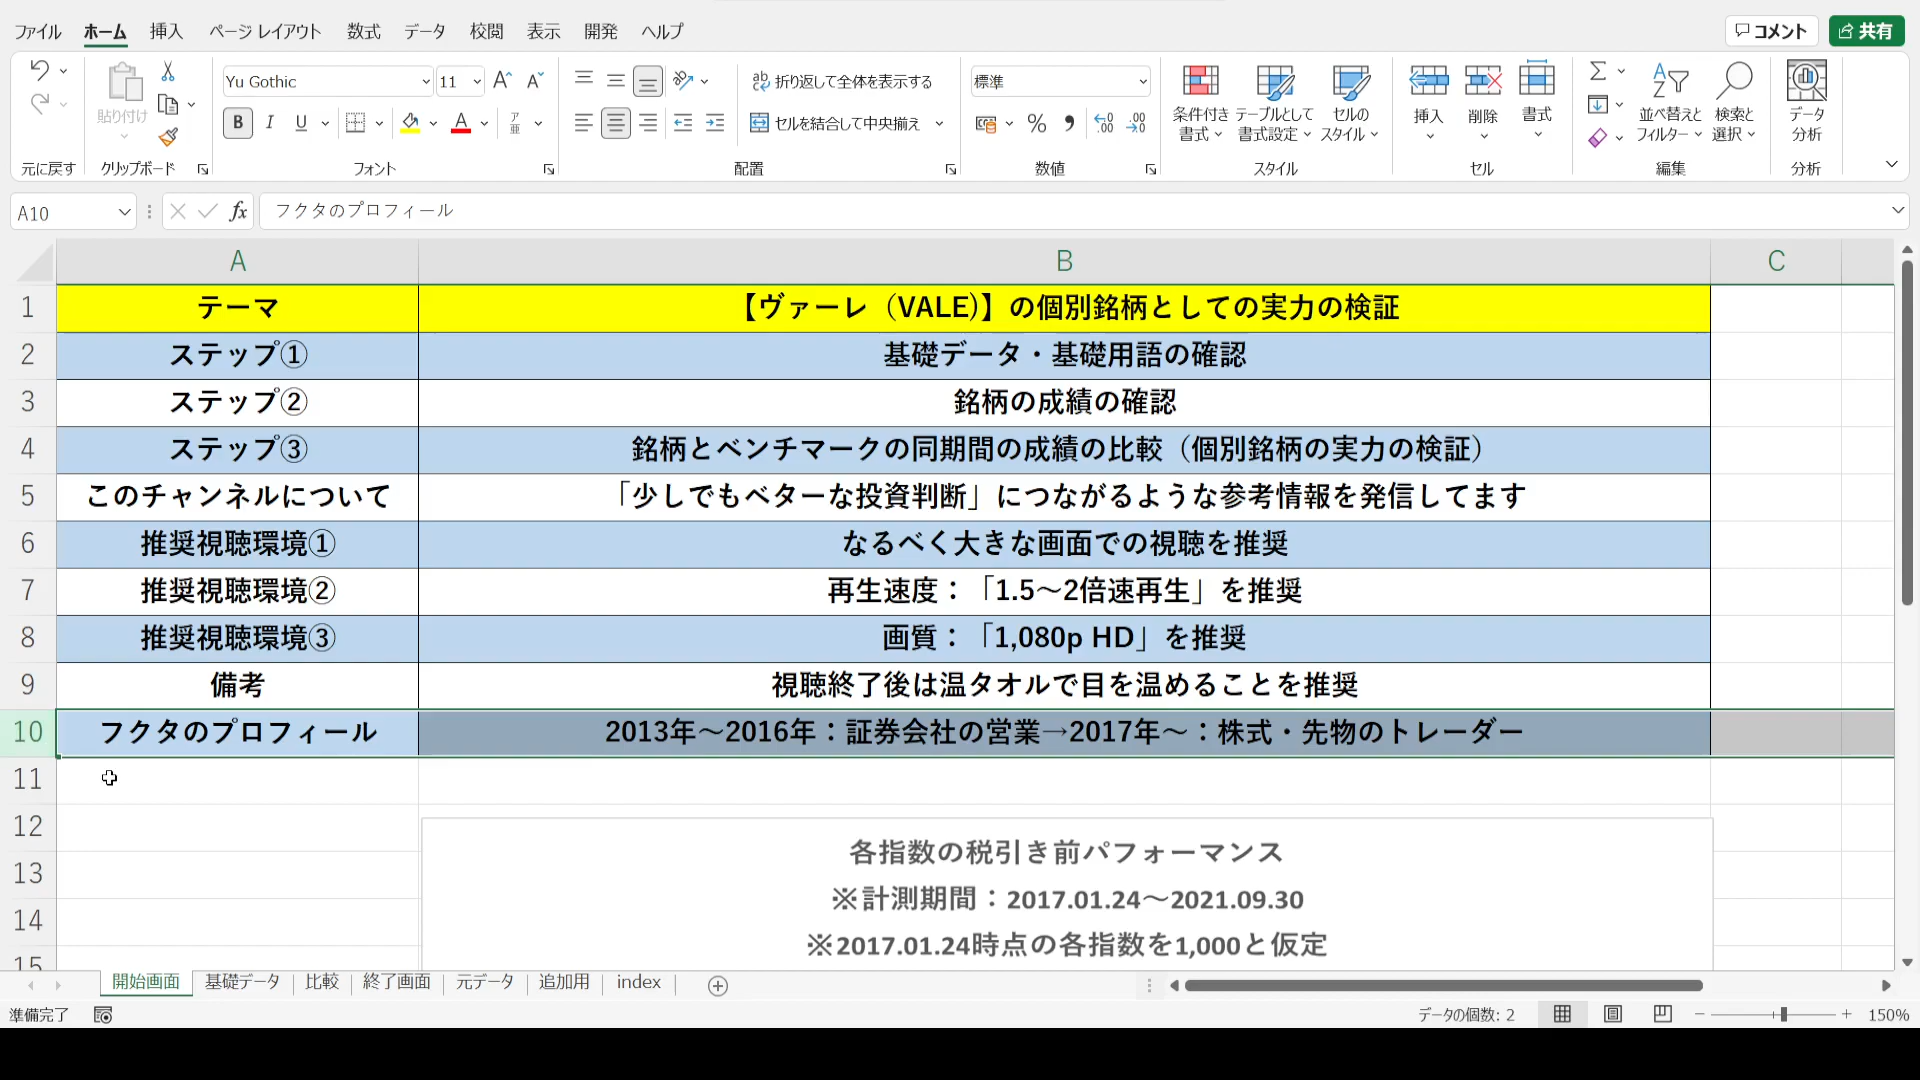 ファイル ホーム 挿入 ページ レイアウト 数式 データ 校閲 表示 開発 ヘルプ コメント 共有
貼り付け
Yu Gothic 11
B I U A ア亜
折り返して全体を表示する
セルを結合して中央揃え
標準
条件付き書式 テーブルとして書式設定 セルのスタイル
挿入 削除 書式
並べ替えとフィルター 検索と選択
データ分析
元に戻す クリップボード フォント 配置 数値 スタイル セル 編集 分析
A10 fx フクタのプロフィール
A B C
1 テーマ 【ヴァーレ（VALE)】の個別銘柄としての実力の検証
2 ステップ① 基礎データ・基礎用語の確認
3 ステップ② 銘柄の成績の確認
4 ステップ③ 銘柄とベンチマークの同期間の成績の比較（個別銘柄の実力の検証）
5 このチャンネルについて 「少しでもベターな投資判断」につながるような参考情報を発信してます
6 推奨視聴環境① なるべく大きな画面での視聴を推奨
7 推奨視聴環境② 再生速度：「1.5～2倍速再生」を推奨
8 推奨視聴環境③ 画質：「1,080p HD」を推奨
9 備考 視聴終了後は温タオルで目を温めることを推奨
10 フクタのプロフィール 2013年～2016年：証券会社の営業→2017年～：株式・先物のトレーダー
11
12 各指数の税引き前パフォーマンス
13 ※計測期間：2017.01.24～2021.09.30
14 ※2017.01.24時点の各指数を1,000と仮定
15
開始画面 基礎データ 比較 終了画面 元データ 追加用 index
準備完了 データの個数: 2 150%